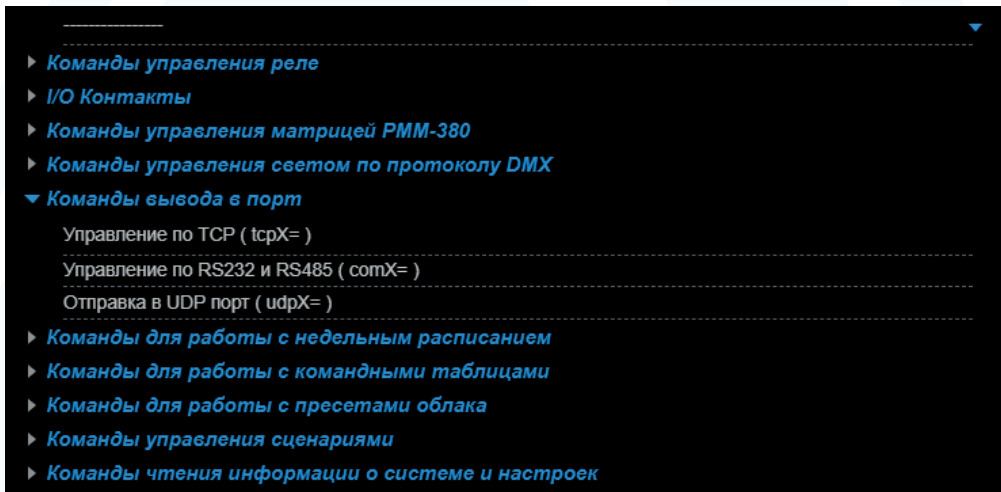 ----------------
Команды управления реле
I/O Контакты
Команды управления матрицей PMM-380
Команды управления светом по протоколу DMX
Команды вывода в порт
Управление по TCP ( tcpX= )
Управление по RS232 и RS485 ( comX= )
Отправка в UDP порт ( udpX= )
Команды для работы с недельным расписанием
Команды для работы с командными таблицами
Команды для работы с пресетами облака
Команды управления сценариями
Команды чтения информации о системе и настроек